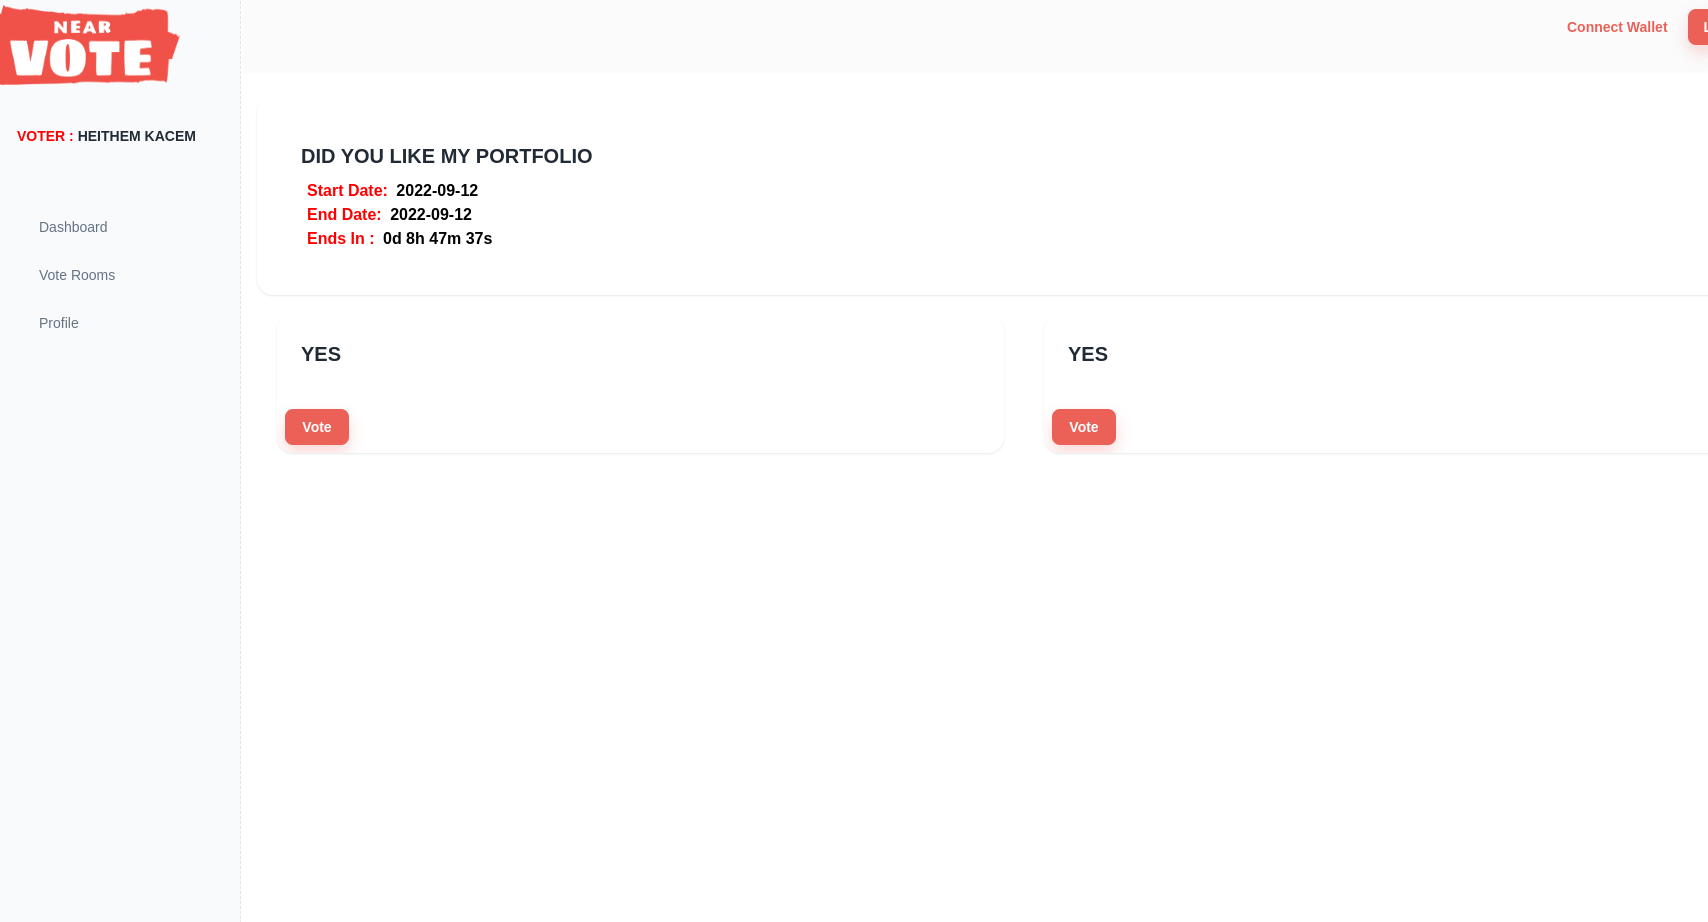 NEAR
VOTE
Connect Wallet
VOTER : HEITHEM KACEM
Dashboard
Vote Rooms
Profile
DID YOU LIKE MY PORTFOLIO
Start Date: 2022-09-12
End Date: 2022-09-12
Ends In : 0d 8h 47m 37s
YES
Vote
YES
Vote